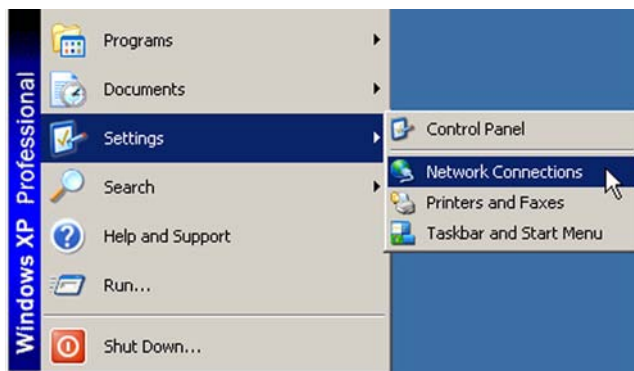 Windows XP Professional
Programs
Documents
Settings
Search
Help and Support
Run...
Shut Down...
Control Panel
Network Connections
Printers and Faxes
Taskbar and Start Menu